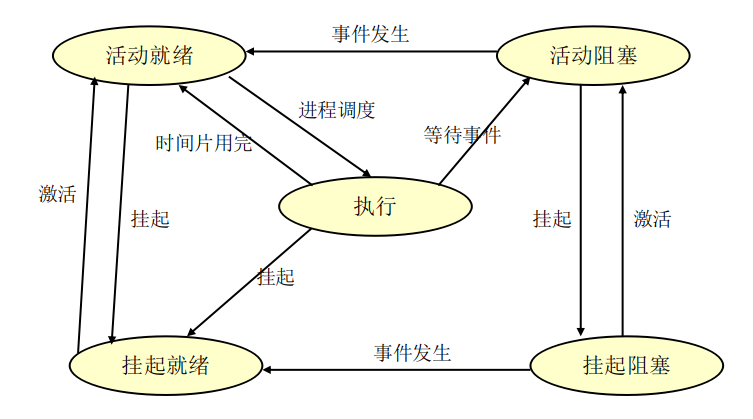 事件发生
活动就绪
活动阻塞
进程调度
等待事件
时间片用完
激活
挂起
执行
挂起
激活
挂起
事件发生
挂起就绪
挂起阻塞